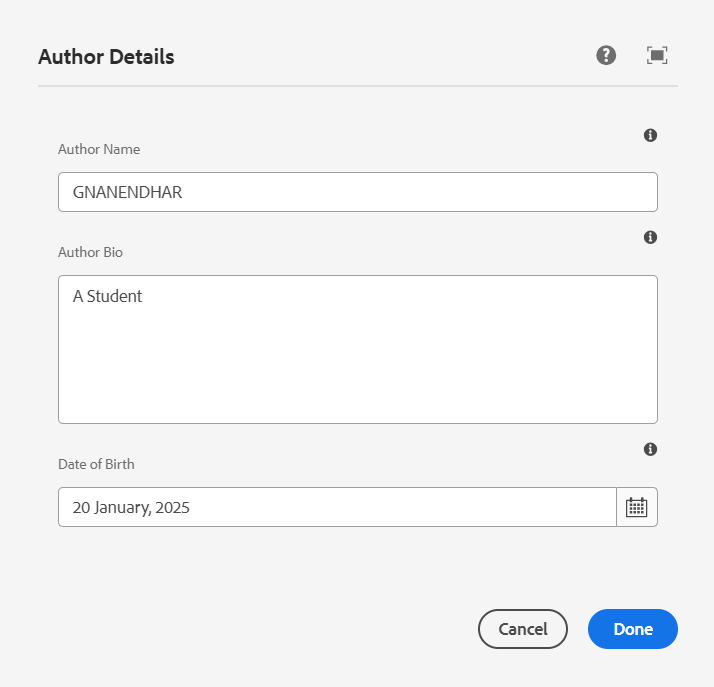 Author Details
Author Name
GNANENDHAR
Author Bio
A Student
Date of Birth
20 January, 2025
Cancel
Done